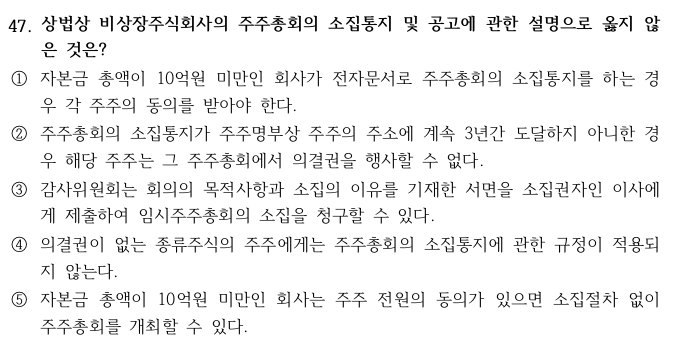 47. 상법상 비상장주식회사의 주주총회의 소집통지 및 공고에 관한 설명으로 옳지 않
은 것은?
① 자본금 총액이 10억원 미만인 회사가 전자문서로 주주총회의 소집통지를 하는 경
우 각 주주의 동의를 받아야 한다.
② 주주총회의 소집통지가 주주명부상 주주의 주소에 계속 3년간 도달하지 아니한 경
우 해당 주주는 그 주주총회에서 의결권을 행사할 수 없다.
③ 감사위원회는 회의의 목적사항과 소집의 이유를 기재한 서면을 소집권자인 이사에
게 제출하여 임시주주총회의 소집을 청구할 수 있다.
④ 의결권이 없는 종류주식의 주주에게는 주주총회의 소집통지에 관한 규정이 적용되
지 않는다.
⑤ 자본금 총액이 10억원 미만인 회사는 주주 전원의 동의가 있으면 소집절차 없이
주주총회를 개최할 수 있다.